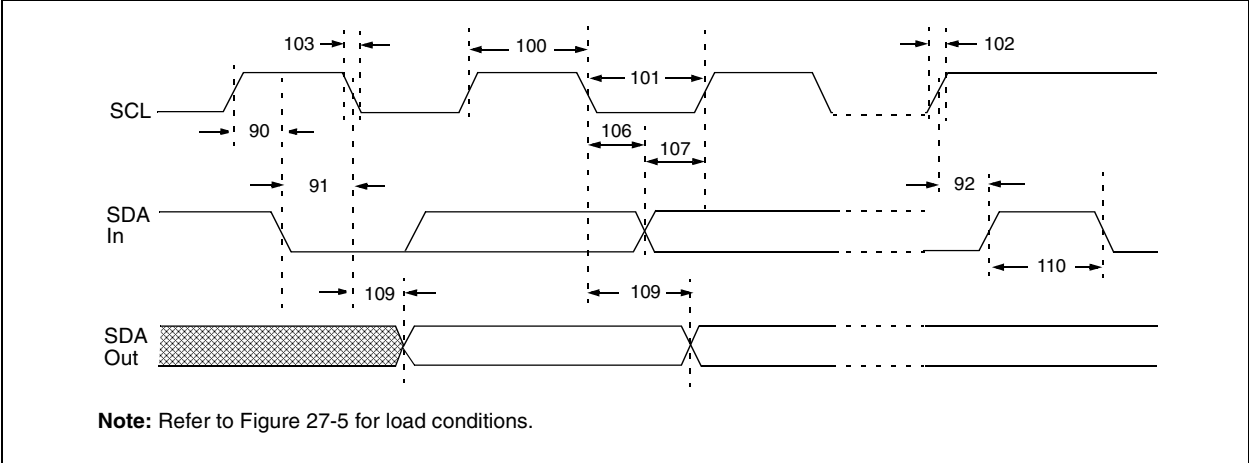 103
100
102
101
SCL
90
106
107
91
92
SDA
In
110
109
109
SDA
Out
Note: Refer to Figure 27-5 for load conditions.